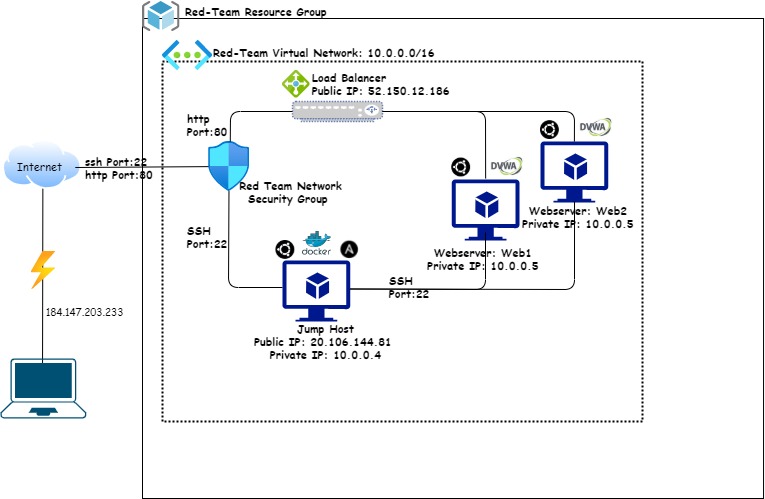 Red-Team Resource Group
Red-Team Virtual Network: 10.0.0.0/16
Load Balancer
Public IP: 52.150.12.186
http
Port:80
DVWA
DVWA
Internet
ssh Port:22
http Port:80
Red Team Network
Security Group
Webserver: Web2
Private IP: 10.0.0.5
SSH
Port:22
docker
A
Webserver: Web1
Private IP: 10.0.0.5
SSH
Port:22
184.147.203.233
Jump Host
Public IP: 20.106.144.81
Private IP: 10.0.0.4